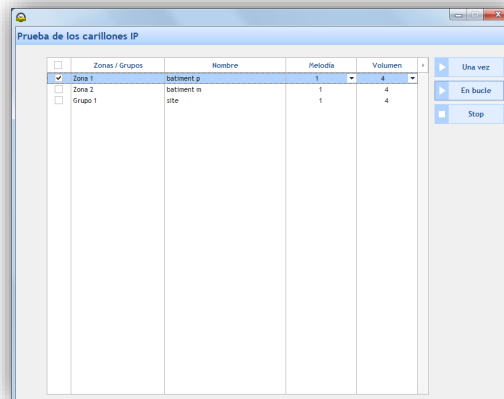 Prueba de los carillones IP
Zonas / Grupos Nombre Melodía Volumen
Zona 1 batiment p 1 4
Zona 2 batiment m 1 4
Grupo 1 site 1 4
Una vez
En bucle
Stop